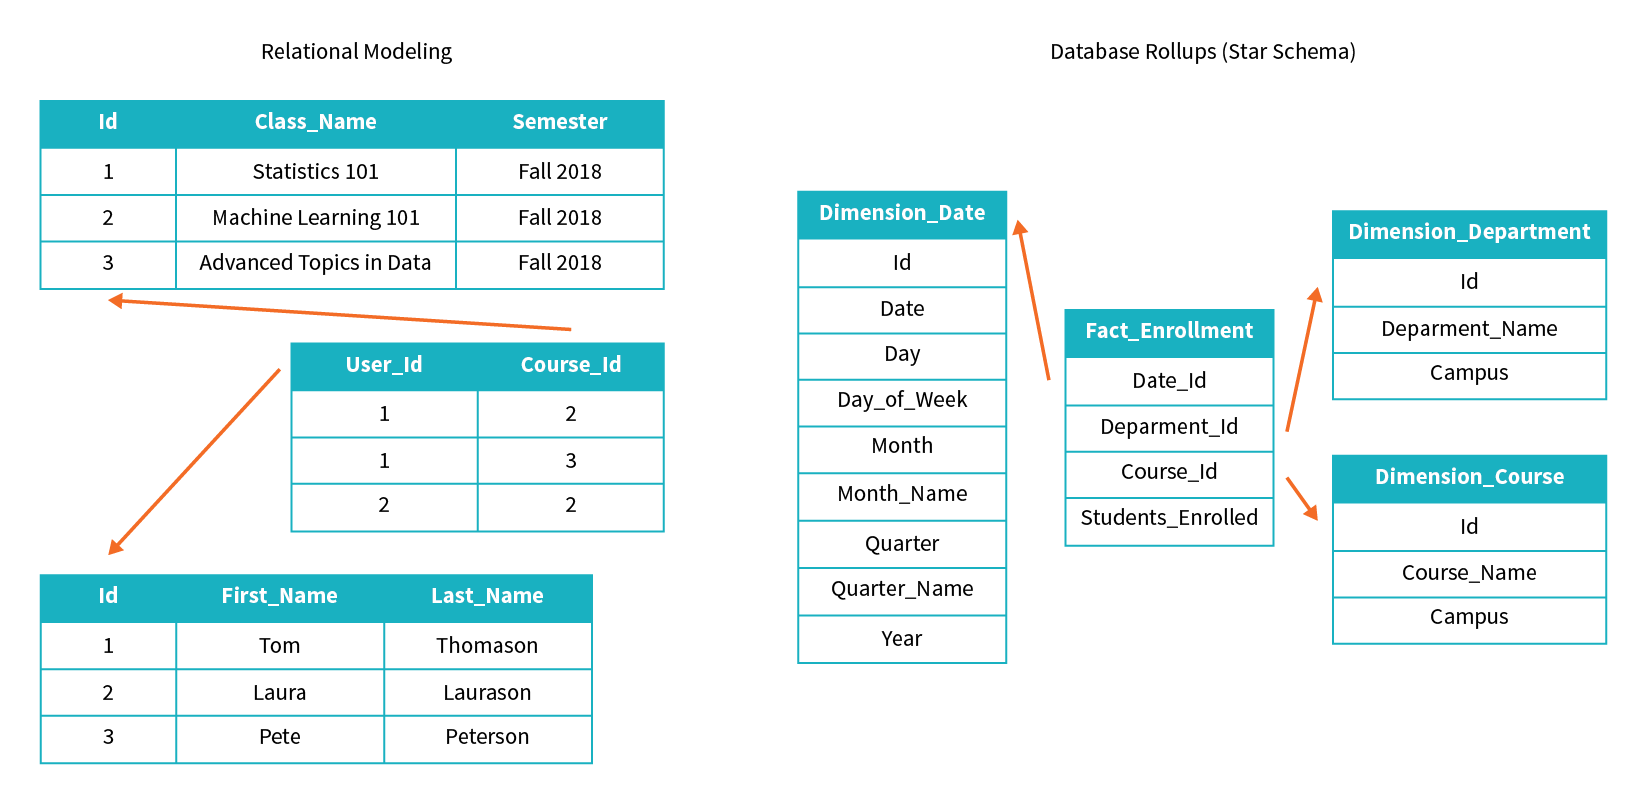 Relational Modeling
Id Class_Name Semester
1 Statistics 101 Fall 2018
2 Machine Learning 101 Fall 2018
3 Advanced Topics in Data Fall 2018
User_Id Course_Id
1 2
1 3
2 2
Id First_Name Last_Name
1 Tom Thomason
2 Laura Laurason
3 Pete Peterson
Database Rollups (Star Schema)
Dimension_Date
Id
Date
Day
Day_of_Week
Month
Month_Name
Quarter
Quarter_Name
Year
Fact_Enrollment
Date_Id
Deparment_Id
Course_Id
Students_Enrolled
Dimension_Department
Id
Deparment_Name
Campus
Dimension_Course
Id
Course_Name
Campus